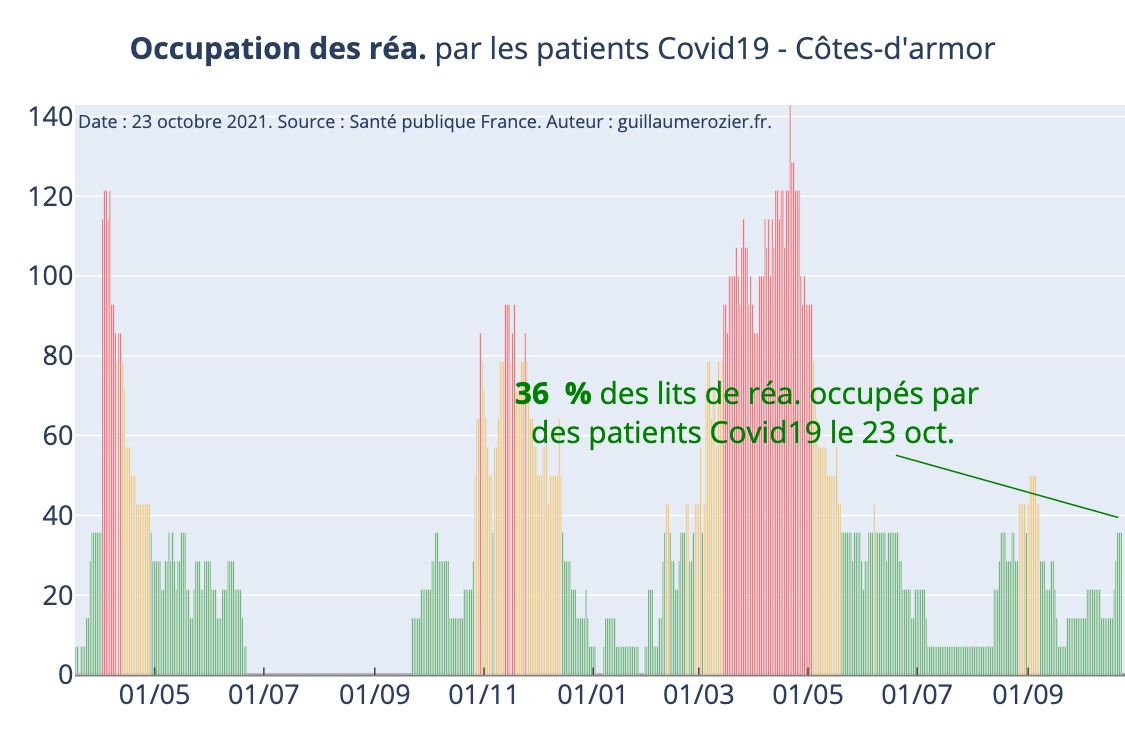 Occupation des réa. par les patients Covid19 - Côtes-d'armor
Date : 23 octobre 2021. Source : Santé publique France. Auteur : guillaumerozier.fr.
140
120
100
80
60
40
20
0
36 % des lits de réa. occupés par
des patients Covid19 le 23 oct.
01/05 01/07 01/09 01/11 01/01 01/03 01/05 01/07 01/09